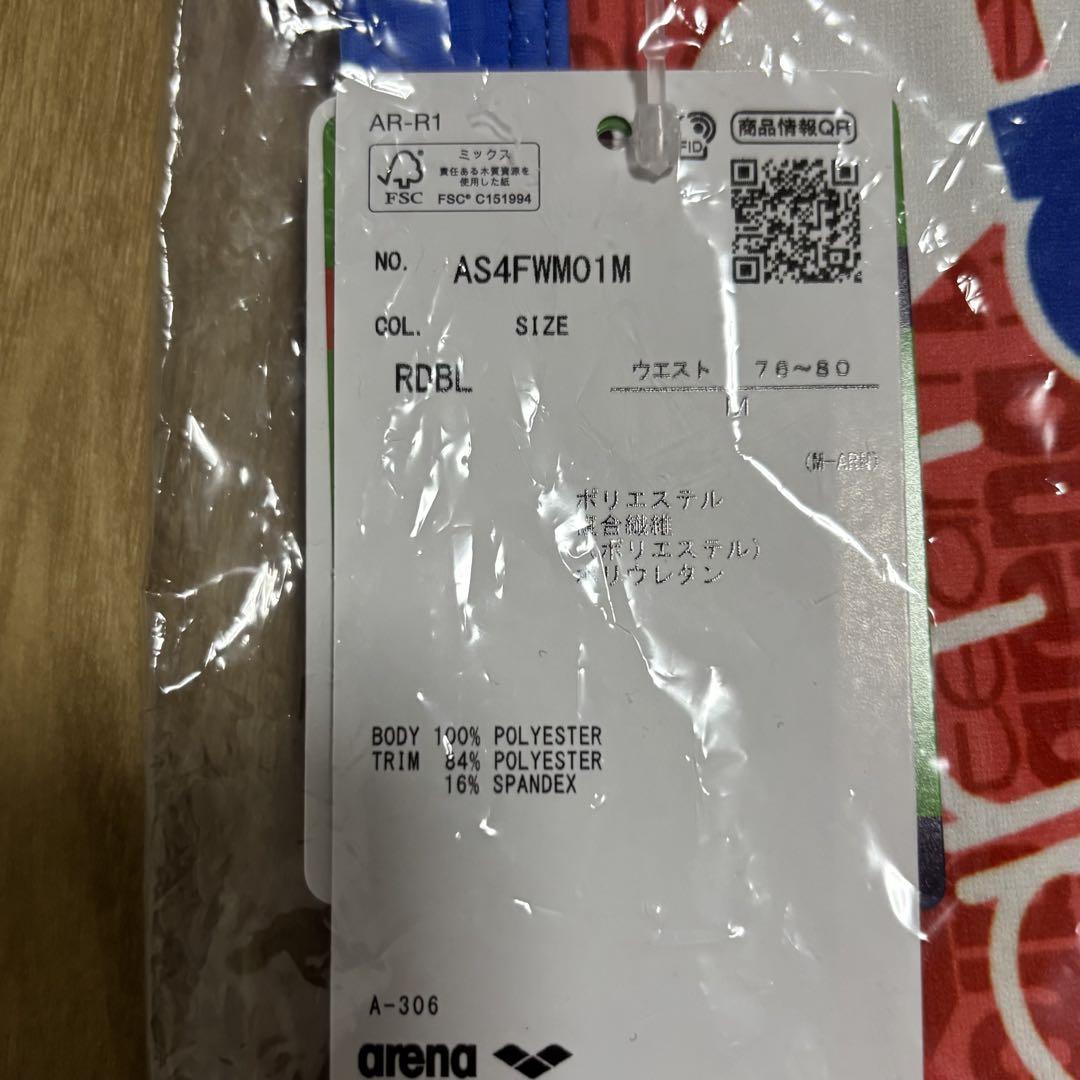 AR-R1
商品情報QR
FSC
ミックス
責任ある木質資源を
使用した紙
FSC® C151994
NO. AS4FWM01M
COL. SIZE
RDBL
ウエスト 76~80
M
ポリエステル
複合繊維
(ポリエステル)
ポリウレタン
BODY 100% POLYESTER
TRIM 84% POLYESTER
16% SPANDEX
A-306
arena